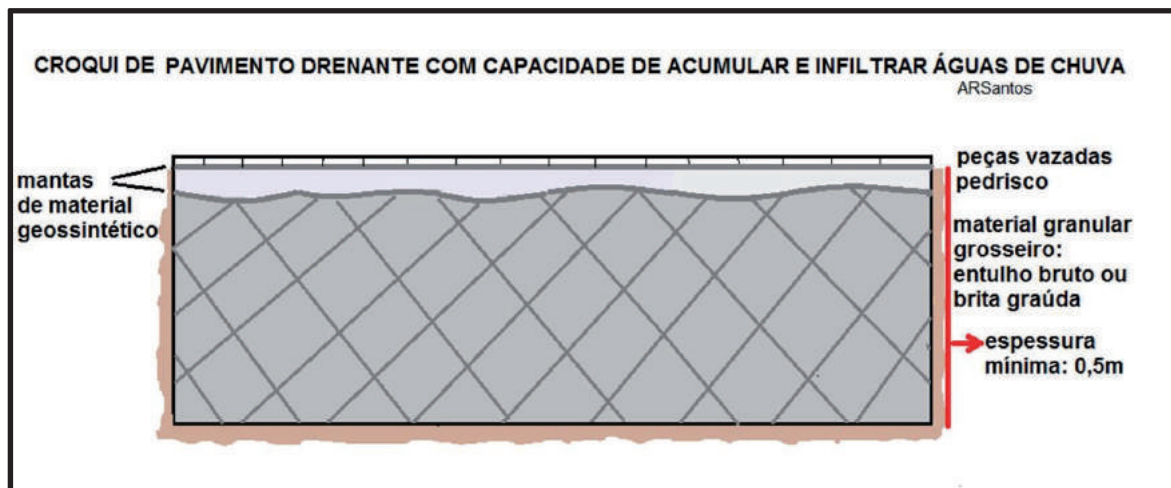 CROQUI DE PAVIMENTO DRENANTE COM CAPACIDADE DE ACUMULAR E INFILTRAR ÁGUAS DE CHUVA
ARSantos
mantas
de material
geossintético
peças vazadas
pedrisco
material granular
grosseiro:
entulho bruto ou
brita graúda
espessura
mínima: 0,5m